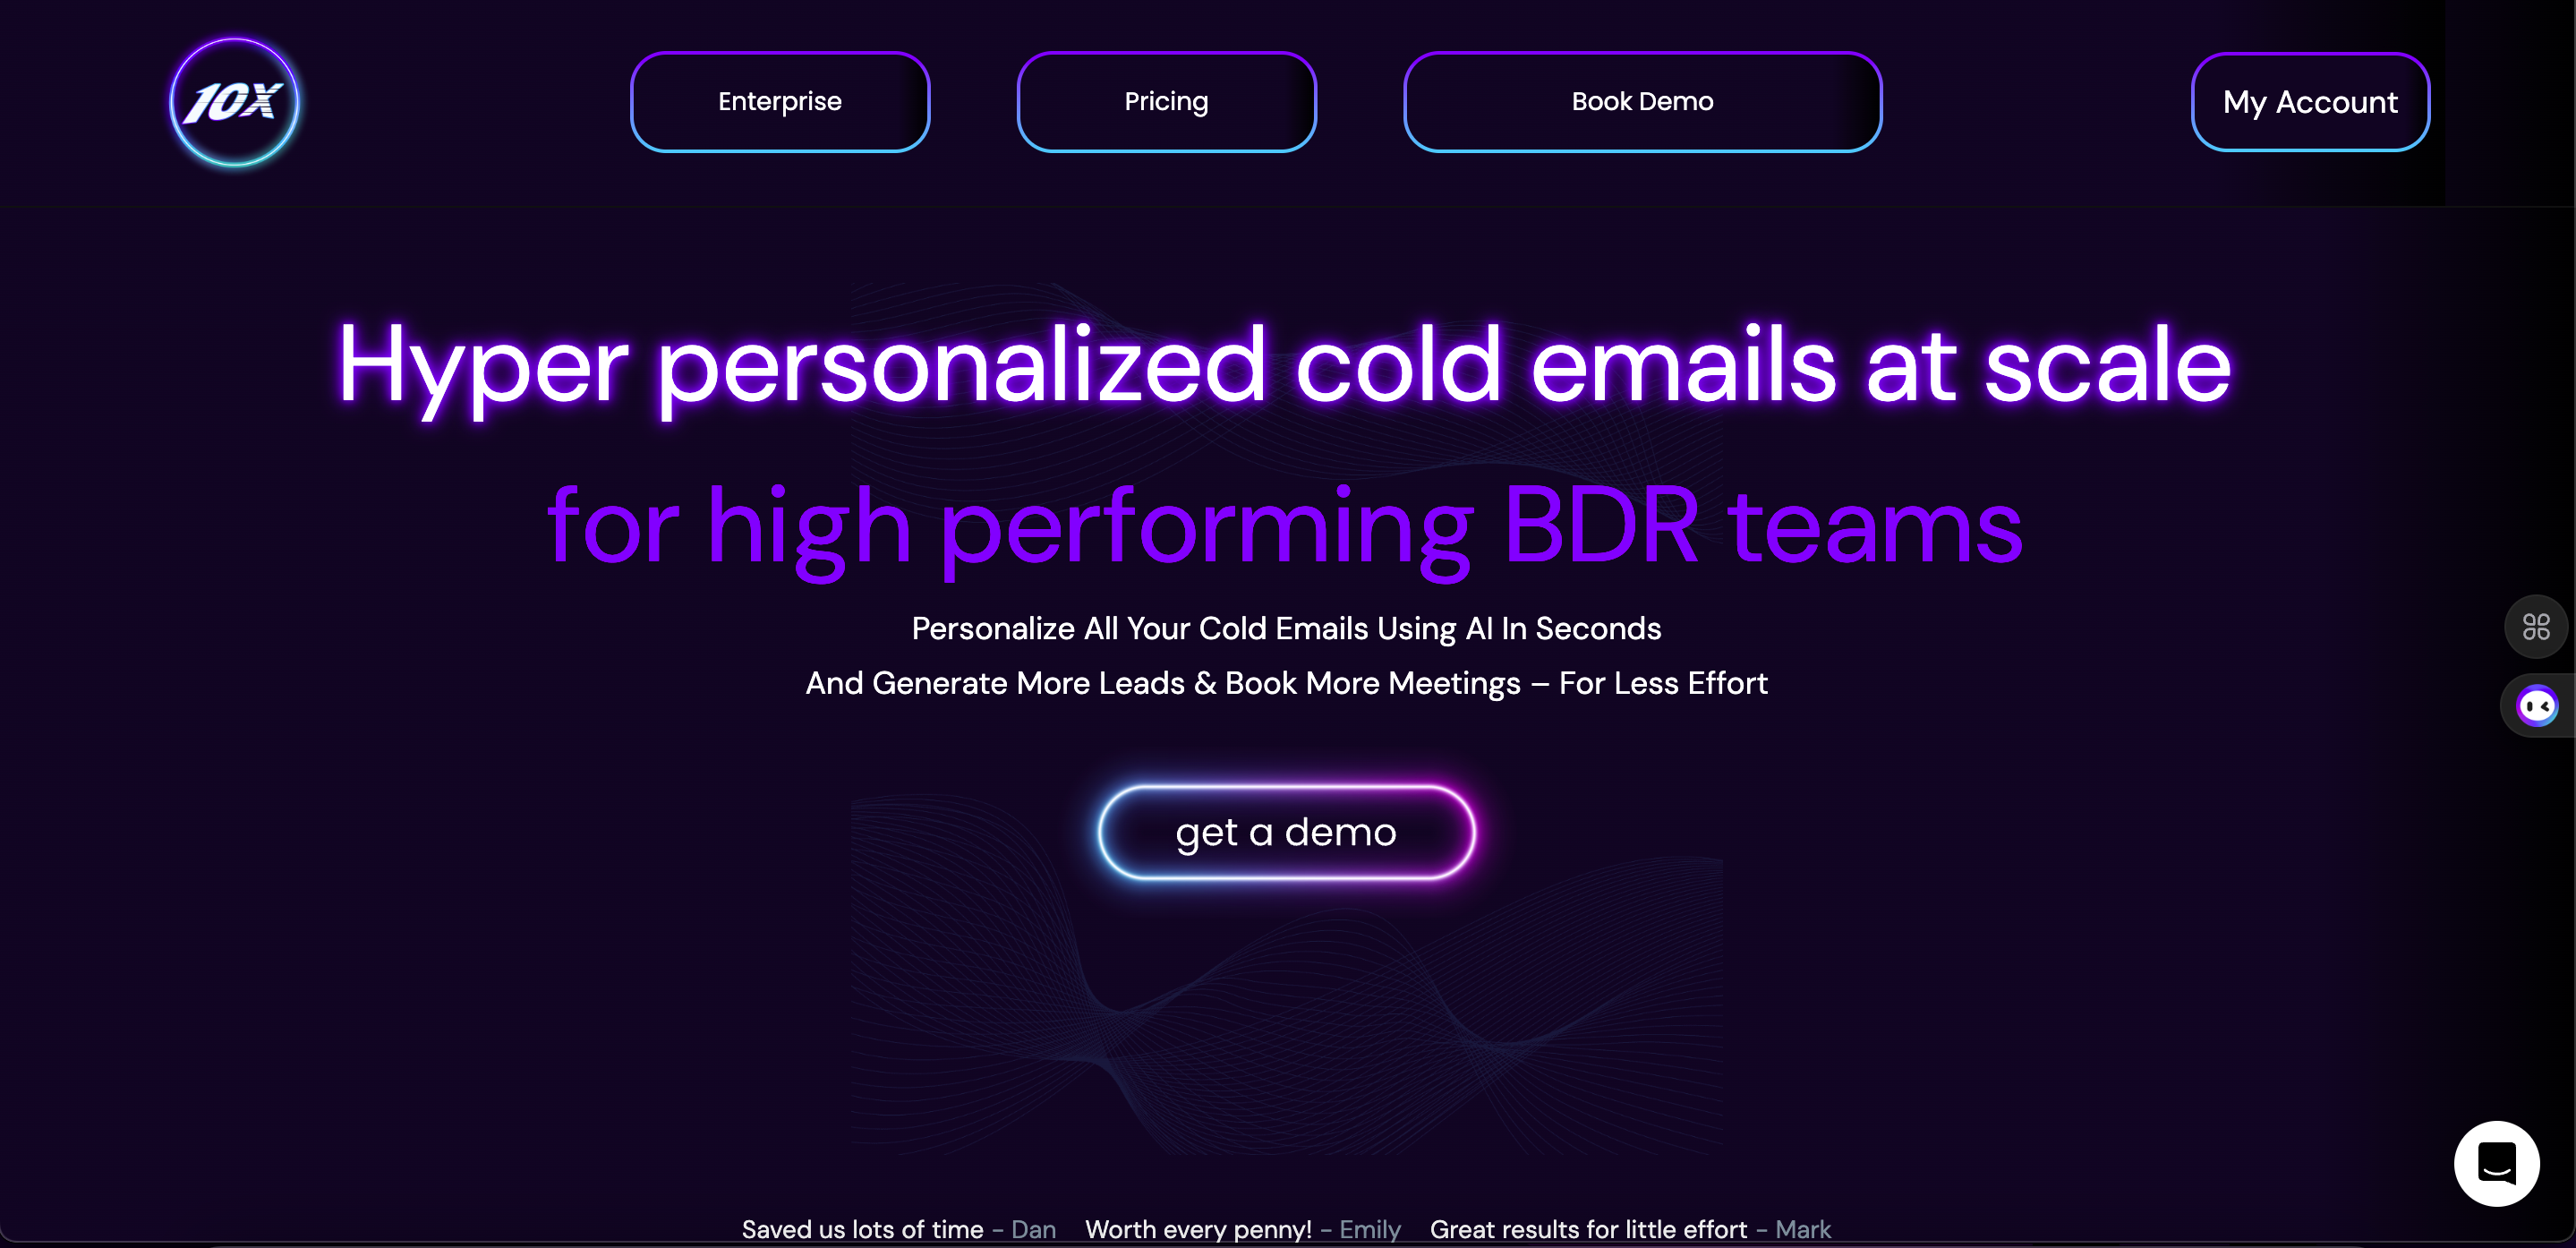 10X
Enterprise
Pricing
Book Demo
My Account
Hyper personalized cold emails at scale
for high performing BDR teams
Personalize All Your Cold Emails Using AI In Seconds
And Generate More Leads & Book More Meetings – For Less Effort
get a demo
Saved us lots of time - Dan Worth every penny! - Emily Great results for little effort - Mark